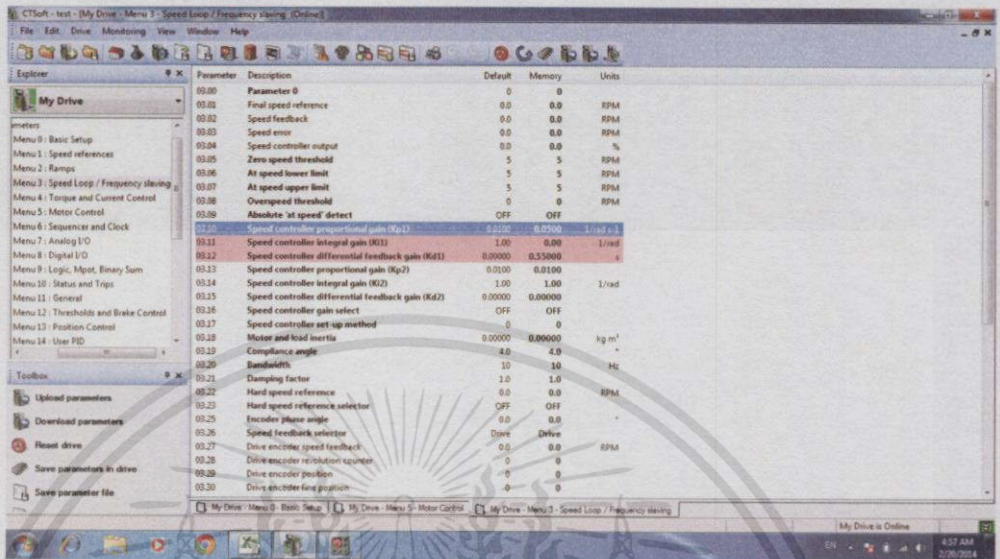 CTSoft - test - [My Drive - Menu 3 - Speed Loop / Frequency slaving (Online)]
File Edit Drive Monitoring View Window Help
Explorer
My Drive
Menu 0 : Basic Setup
Menu 1 : Speed references
Menu 2 : Ramps
Menu 3 : Speed Loop / Frequency slaving
Menu 4 : Torque and Current Control
Menu 5 : Motor Control
Menu 6 : Sequencer and Clock
Menu 7 : Analog I/O
Menu 8 : Digital I/O
Menu 9 : Logic, Mpot, Binary Sum
Menu 10 : Status and Trips
Menu 11 : General
Menu 12 : Thresholds and Brake Control
Menu 13 : Position Control
Menu 14 : User PID
Toolbox
Upload parameters
Download parameters
Reset drive
Save parameters in drive
Save parameter file
Parameter Description Default Memory Units
03.00 Parameter 0 0 0
03.01 Final speed reference 0.0 0.0 RPM
03.02 Speed feedback 0.0 0.0 RPM
03.03 Speed error 0.0 0.0 RPM
03.04 Speed controller output 0.0 0.0 %
03.05 Zero speed threshold 5 5 RPM
03.06 At speed lower limit 5 5 RPM
03.07 At speed upper limit 5 5 RPM
03.08 Overspeed threshold 0 0 RPM
03.09 Absolute 'at speed' detect OFF OFF
03.10 Speed controller proportional gain (Kp1) 0.0100 0.0500 1/rad s-1
03.11 Speed controller integral gain (Ki1) 1.00 0.00 1/rad
03.12 Speed controller differential feedback gain (Kd1) 0.00000 0.55000 s
03.13 Speed controller proportional gain (Kp2) 0.0100 0.0100
03.14 Speed controller integral gain (Ki2) 1.00 1.00 1/rad
03.15 Speed controller differential feedback gain (Kd2) 0.00000 0.00000
03.16 Speed controller gain select OFF OFF
03.17 Speed controller set-up method 0 0
03.18 Motor and load inertia 0.00000 0.00000 kg m²
03.19 Compliance angle 4.0 4.0 °
03.20 Bandwidth 10 10 Hz
03.21 Damping factor 1.0 1.0
03.22 Hard speed reference 0.0 0.0 RPM
03.23 Hard speed reference selector OFF OFF
03.25 Encoder phase angle 0.0 0.0 °
03.26 Speed feedback selector Drive Drive
03.27 Drive encoder speed feedback 0.0 0.0 RPM
03.28 Drive encoder revolution counter 0 0
03.29 Drive encoder position 0 0
03.30 Drive encoder fine position 0 0
My Drive - Menu 0 - Basic Setup My Drive - Menu 5 - Motor Control My Drive - Menu 3 - Speed Loop / Frequency slaving
My Drive is Online
EN 4:57 AM
2/20/2014